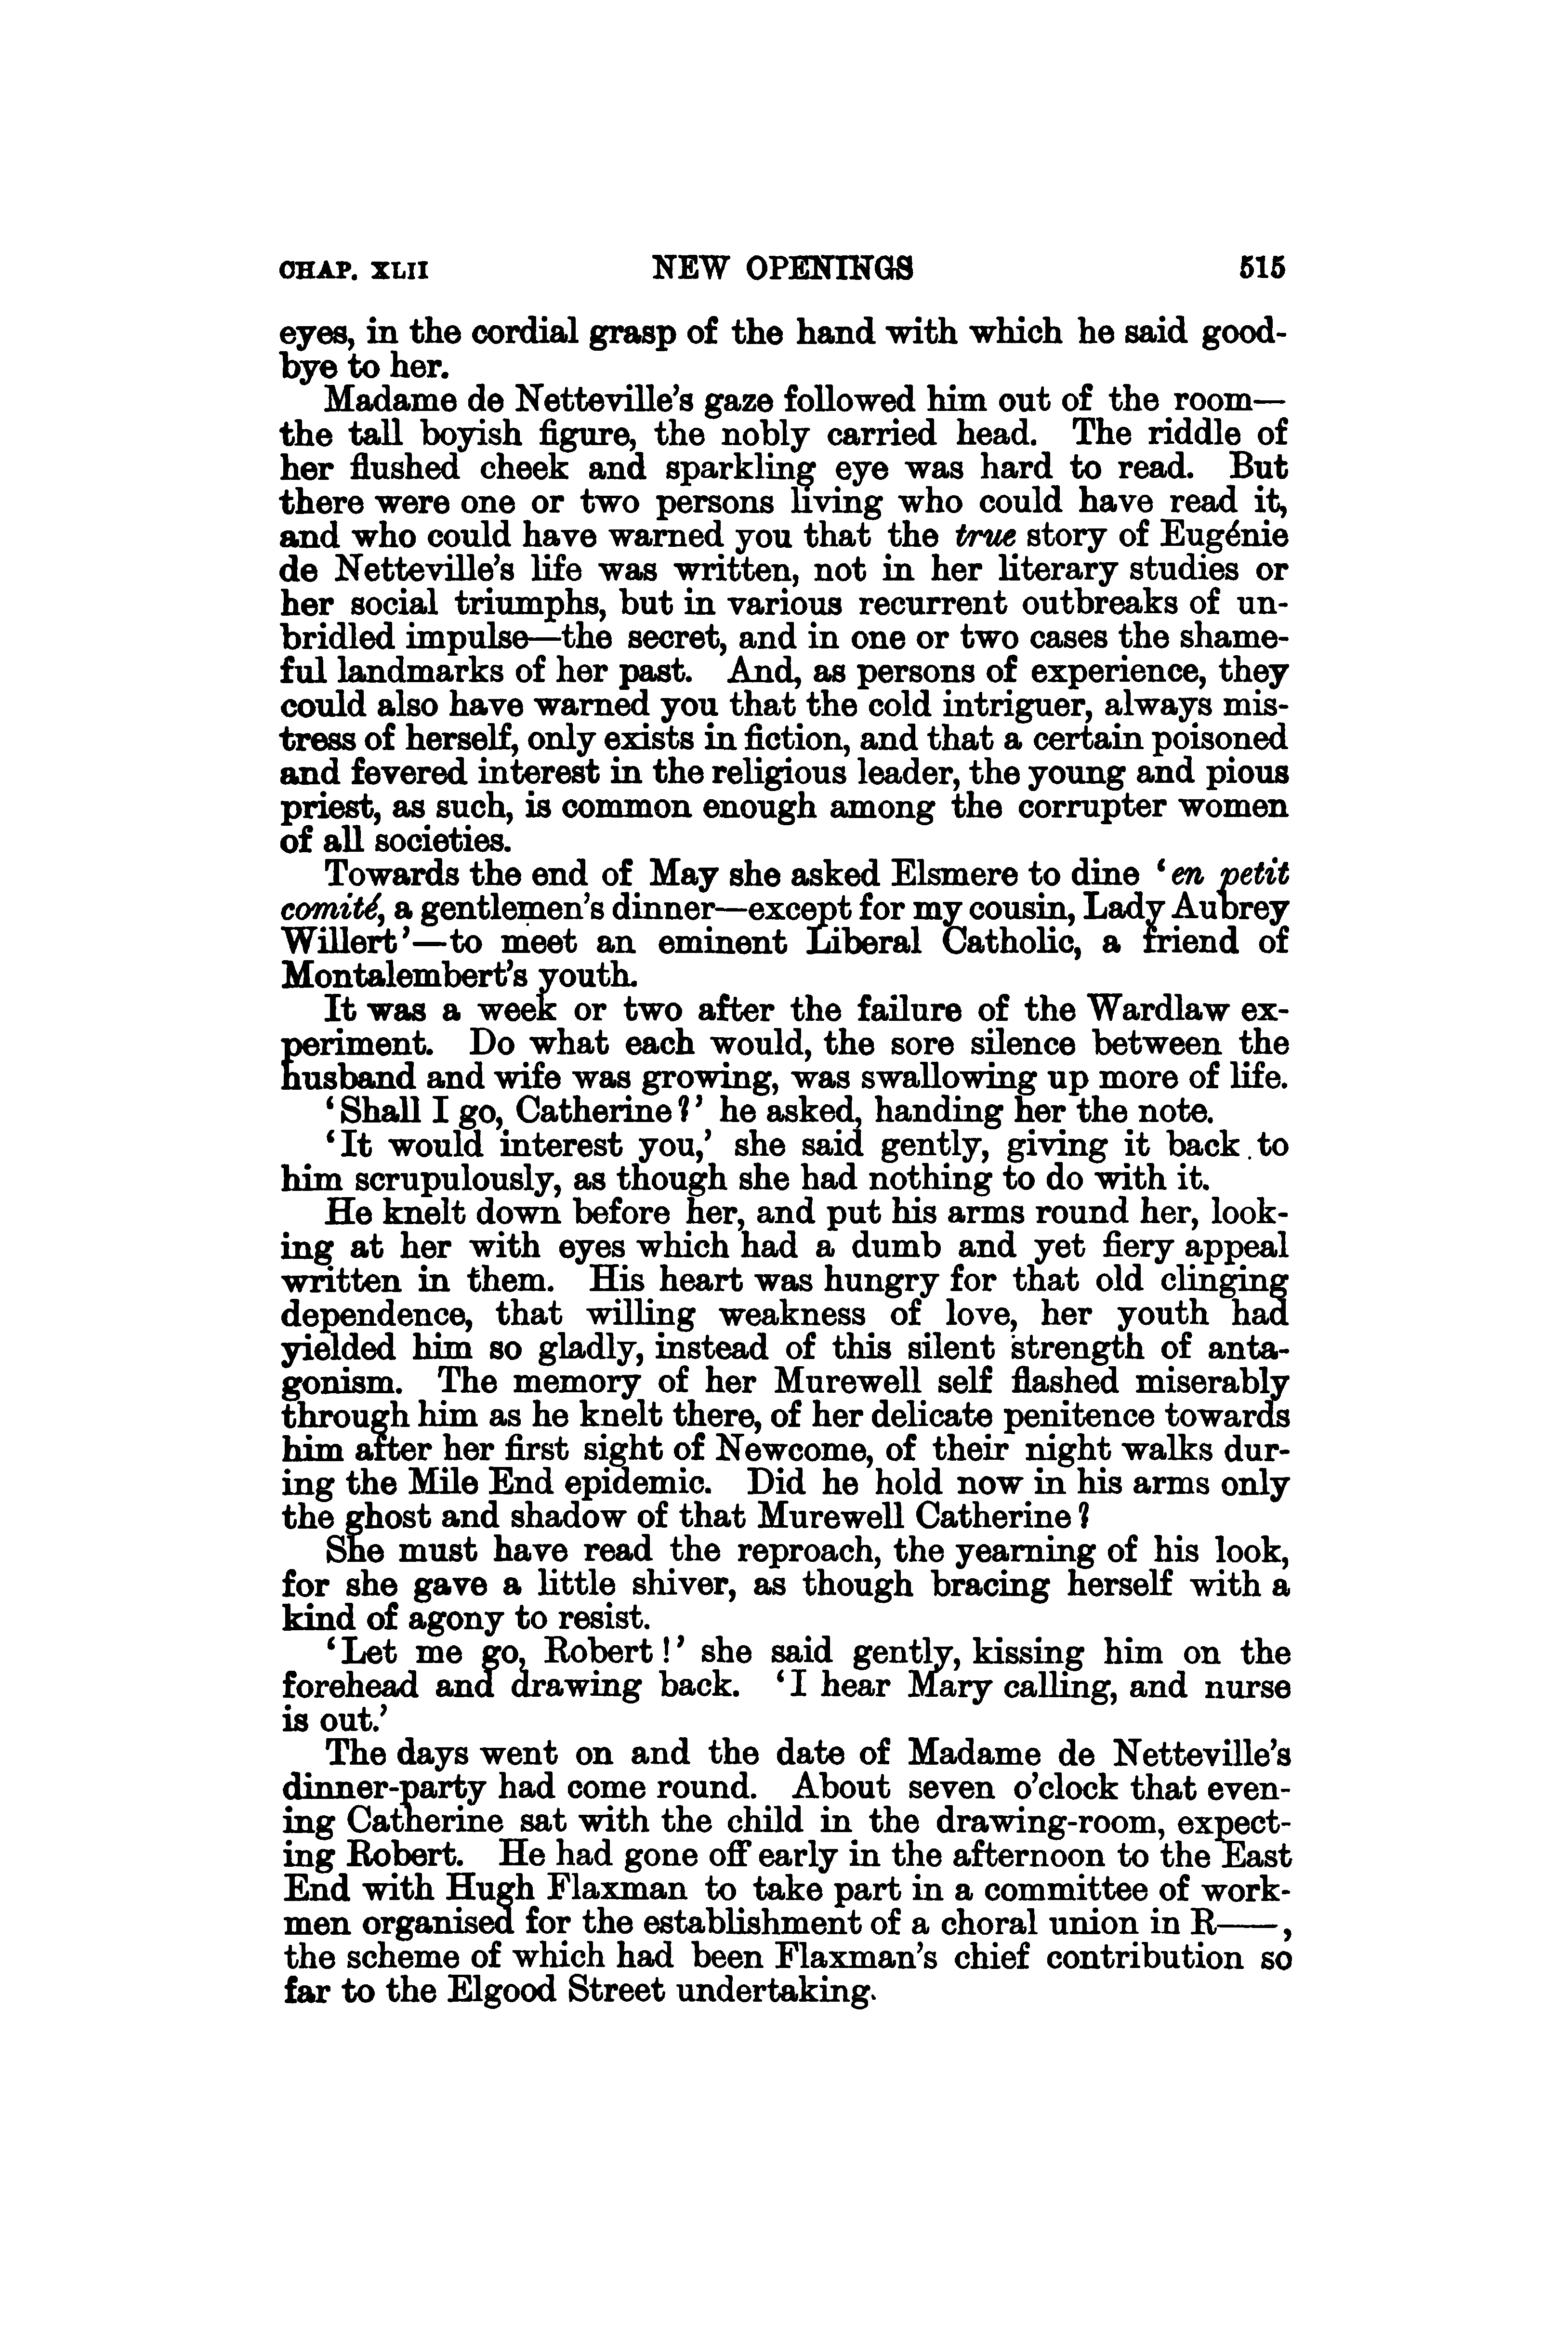 CHAP. XLII NEW OPENINGS 515
eyes, in the cordial grasp of the hand with which he said good-
bye to her.
Madame de Netteville's gaze followed him out of the room—
the tall boyish figure, the nobly carried head. The riddle of
her flushed cheek and sparkling eye was hard to read. But
there were one or two persons living who could have read it,
and who could have warned you that the true story of Eugénie
de Netteville's life was written, not in her literary studies or
her social triumphs, but in various recurrent outbreaks of un-
bridled impulse—the secret, and in one or two cases the shame-
ful landmarks of her past. And, as persons of experience, they
could also have warned you that the cold intriguer, always mis-
tress of herself, only exists in fiction, and that a certain poisoned
and fevered interest in the religious leader, the young and pious
priest, as such, is common enough among the corrupter women
of all societies.
Towards the end of May she asked Elsmere to dine ‘en petit
comité, a gentlemen's dinner—except for my cousin, Lady Aubrey
Willert’—to meet an eminent Liberal Catholic, a friend of
Montalembert's youth.
It was a week or two after the failure of the Wardlaw ex-
periment. Do what each would, the sore silence between the
husband and wife was growing, was swallowing up more of life.
‘Shall I go, Catherine?’ he asked, handing her the note.
‘It would interest you,’ she said gently, giving it back to
him scrupulously, as though she had nothing to do with it.
He knelt down before her, and put his arms round her, look-
ing at her with eyes which had a dumb and yet fiery appeal
written in them. His heart was hungry for that old clinging
dependence, that willing weakness of love, her youth had
yielded him so gladly, instead of this silent strength of anta-
gonism. The memory of her Murewell self flashed miserably
through him as he knelt there, of her delicate penitence towards
him after her first sight of Newcome, of their night walks dur-
ing the Mile End epidemic. Did he hold now in his arms only
the ghost and shadow of that Murewell Catherine?
She must have read the reproach, the yearning of his look,
for she gave a little shiver, as though bracing herself with a
kind of agony to resist.
‘Let me go, Robert!’ she said gently, kissing him on the
forehead and drawing back. ‘I hear Mary calling, and nurse
is out.’
The days went on and the date of Madame de Netteville's
dinner-party had come round. About seven o'clock that even-
ing Catherine sat with the child in the drawing-room, expect-
ing Robert. He had gone off early in the afternoon to the East
End with Hugh Flaxman to take part in a committee of work-
men organised for the establishment of a choral union in R——,
the scheme of which had been Flaxman's chief contribution so
far to the Elgood Street undertaking.